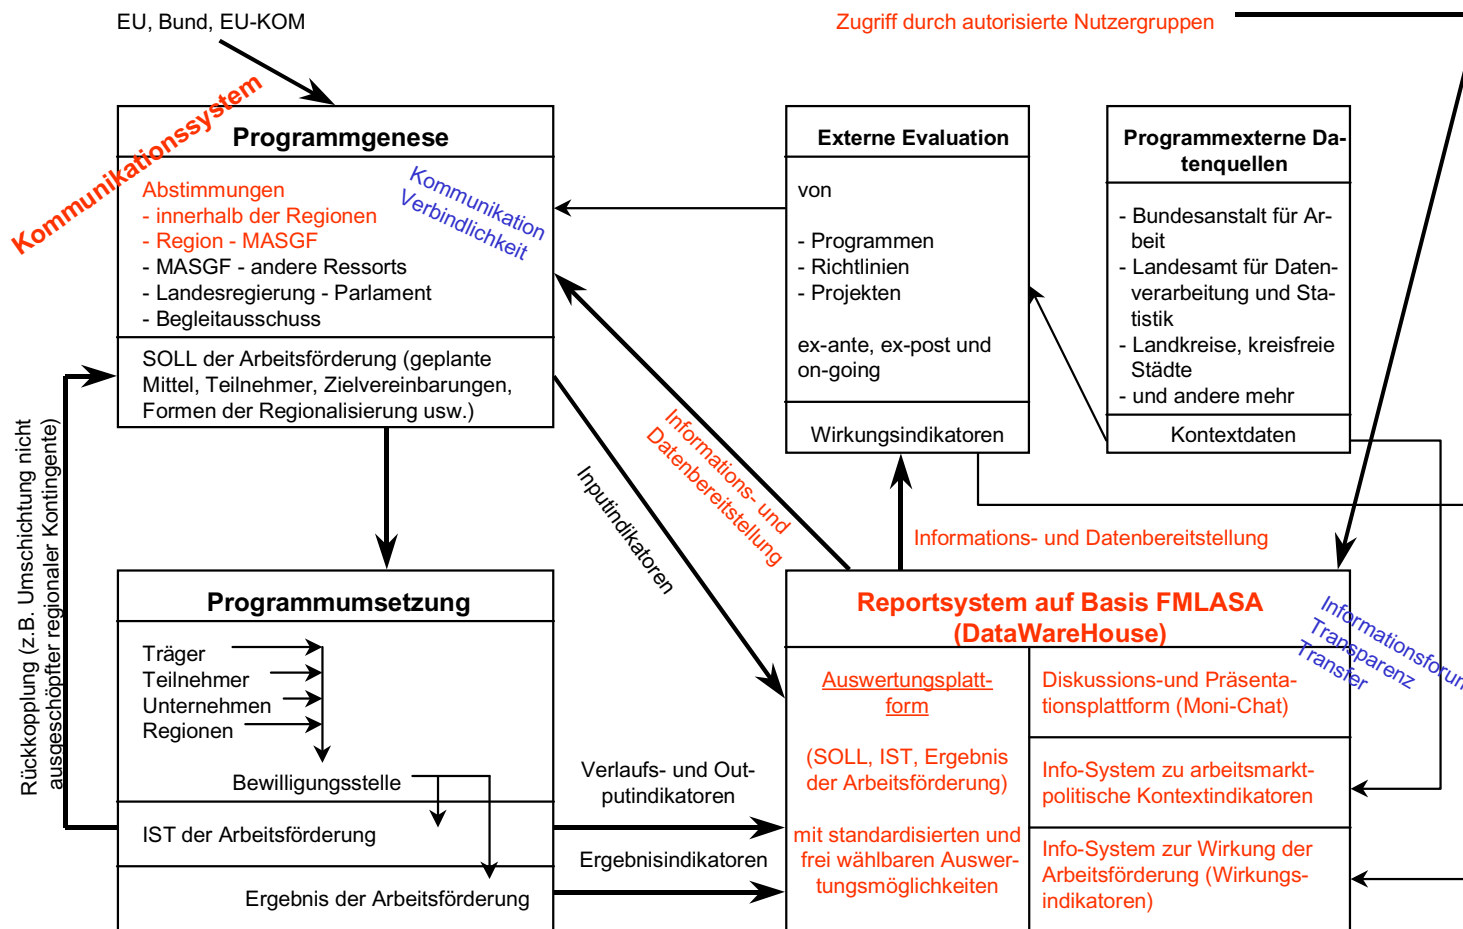 EU, Bund, EU-KOM
Zugriff durch autorisierte Nutzergruppen
Kommunikationssystem
Programmgenese
Abstimmungen
- innerhalb der Regionen
- Region - MASGF
- MASGF - andere Ressorts
- Landesregierung - Parlament
- Begleitausschuss
Kommunikation
Verbindlichkeit
SOLL der Arbeitsförderung (geplante
Mittel, Teilnehmer, Zielvereinbarungen,
Formen der Regionalisierung usw.)
Externe Evaluation
von
- Programmen
- Richtlinien
- Projekten
ex-ante, ex-post und
on-going
Wirkungsindikatoren
Programmexterne Da-
tenquellen
- Bundesanstalt für Ar-
beit
- Landesamt für Daten-
verarbeitung und Sta-
tistik
- Landkreise, kreisfreie
Städte
- und andere mehr
Kontextdaten
Rückkopplung (z.B. Umschichtung nicht
ausgeschöpfter regionaler Kontingente)
Inputindikatoren
Informations- und
Datenbereitstellung
Informations- und Datenbereitstellung
Programmumsetzung
Träger
Teilnehmer
Unternehmen
Regionen
Bewilligungsstelle
IST der Arbeitsförderung
Ergebnis der Arbeitsförderung
Verlaufs- und Out-
putindikatoren
Ergebnisindikatoren
Reportsystem auf Basis FMLASA
(DataWareHouse)
Informationsforum
Transparenz
Transfer
Auswertungsplatt-
form
(SOLL, IST, Ergebnis
der Arbeitsförderung)
mit standardisierten und
frei wählbaren Auswer-
tungsmöglichkeiten
Diskussions-und Präsenta-
tionsplattform (Moni-Chat)
Info-System zu arbeitsmarkt-
politische Kontextindikatoren
Info-System zur Wirkung der
Arbeitsförderung (Wirkungs-
indikatoren)